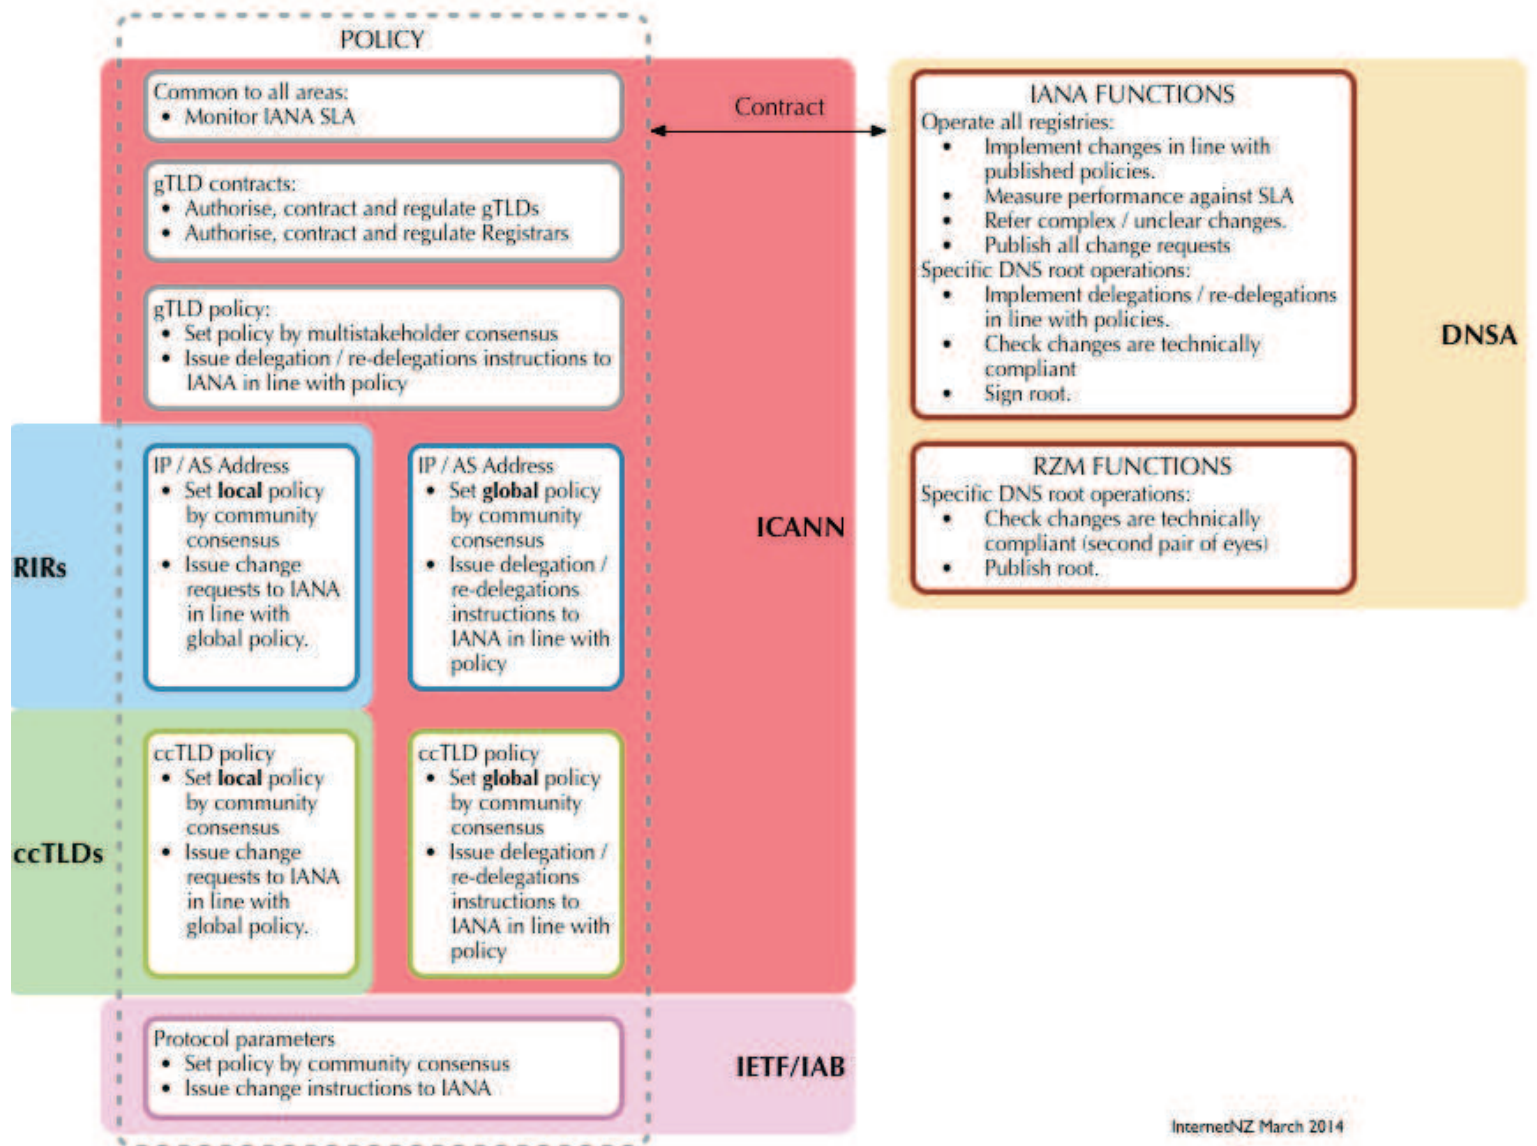 POLICY
Common to all areas:
• Monitor IANA SLA
gTLD contracts:
• Authorise, contract and regulate gTLDs
• Authorise, contract and regulate Registrars
gTLD policy:
• Set policy by multistakeholder consensus
• Issue delegation / re-delegations instructions to
IANA in line with policy
RIRs
IP / AS Address
• Set local policy
by community
consensus
• Issue change
requests to IANA
in line with
global policy.
IP / AS Address
• Set global policy
by community
consensus
• Issue delegation /
re-delegations
instructions to
IANA in line with
policy
ICANN
ccTLDs
ccTLD policy
• Set local policy
by community
consensus
• Issue change
requests to IANA
in line with
global policy.
ccTLD policy
• Set global policy
by community
consensus
• Issue delegation /
re-delegations
instructions to
IANA in line with
policy
Protocol parameters
• Set policy by community consensus
• Issue change instructions to IANA
IETF/IAB
Contract
IANA FUNCTIONS
Operate all registries:
• Implement changes in line with
published policies.
• Measure performance against SLA
• Refer complex / unclear changes.
• Publish all change requests
Specific DNS root operations:
• Implement delegations / re-delegations
in line with policies.
• Check changes are technically
compliant
• Sign root.
DNSA
RZM FUNCTIONS
Specific DNS root operations:
• Check changes are technically
compliant (second pair of eyes)
• Publish root.
InternetNZ March 2014